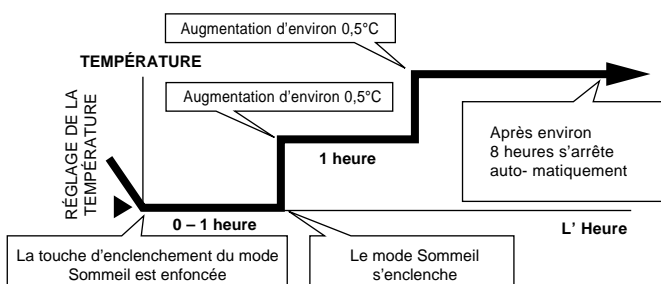 Augmentation d'environ 0,5°C
TEMPÉRATURE
Augmentation d'environ 0,5°C
RÉGLAGE DE LA
TEMPÉRATURE
1 heure
Après environ
8 heures s'arrête
auto- matiquement
0 – 1 heure
L' Heure
La touche d'enclenchement du mode
Sommeil est enfoncée
Le mode Sommeil
s'enclenche